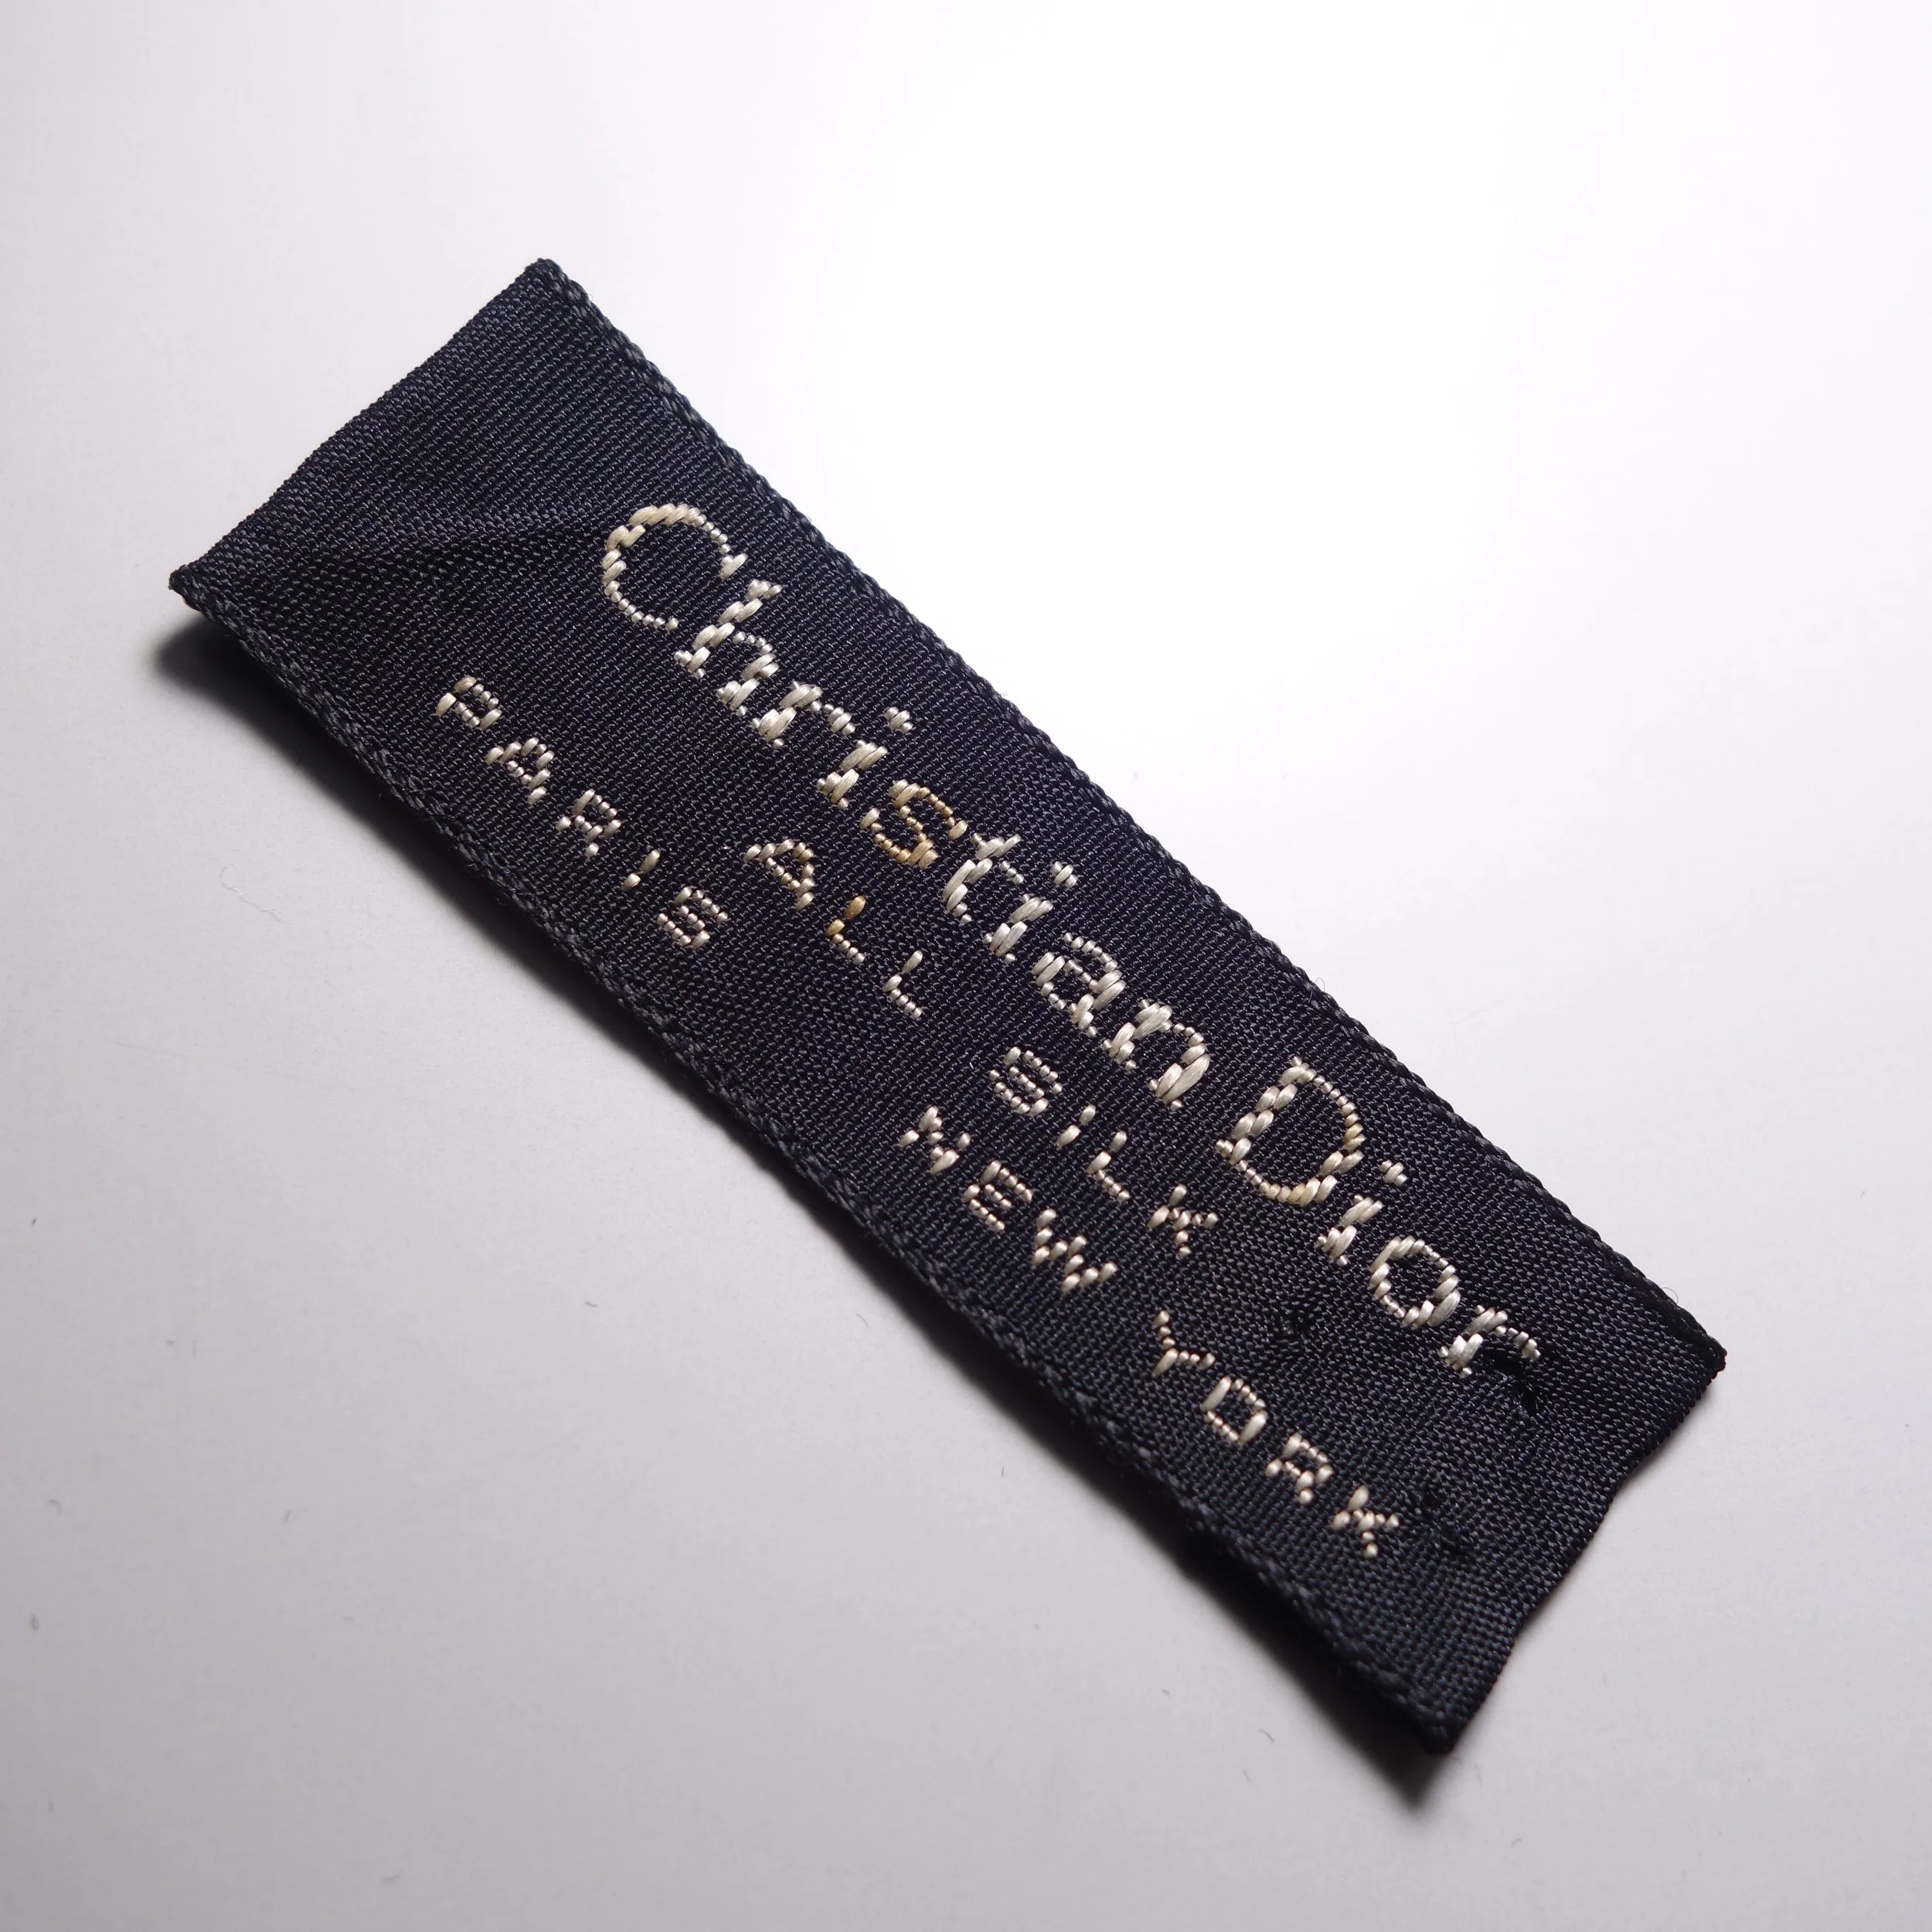 Christian Dior
ALL SILK
PARIS NEW YORK